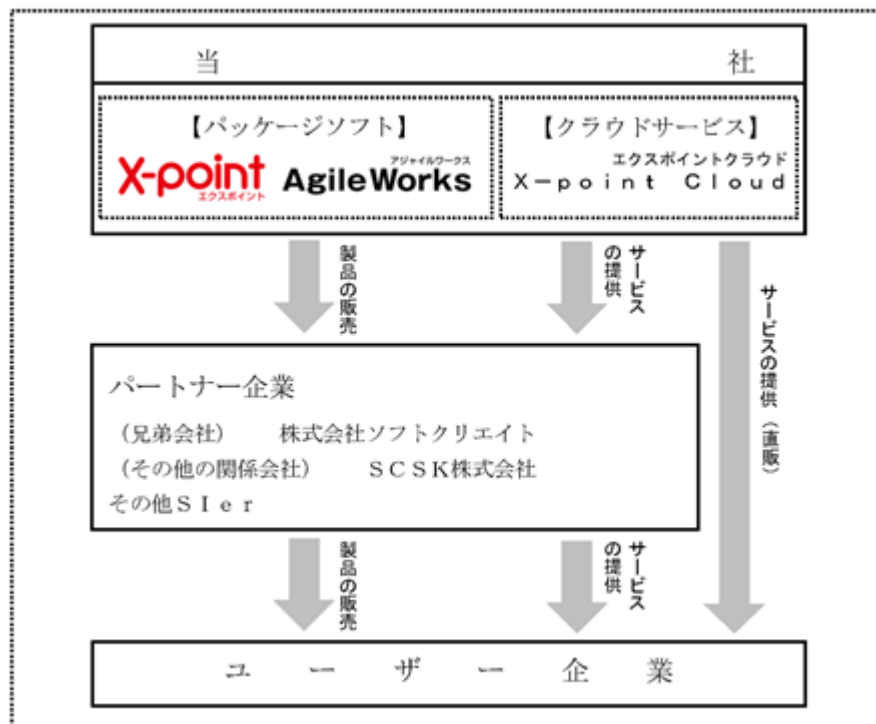 当 社
【パッケージソフト】
X-point
エクスポイント
アジャイルワークス
AgileWorks
【クラウドサービス】
エクスポイントクラウド
X－point Cloud
製品の販売
サービス
の提供
サービスの提供（直販）
パートナー企業
（兄弟会社） 株式会社ソフトクリエイト
（その他の関係会社） ＳＣＳＫ株式会社
その他ＳＩｅｒ
製品の販売
サービス
の提供
ユーザー企業